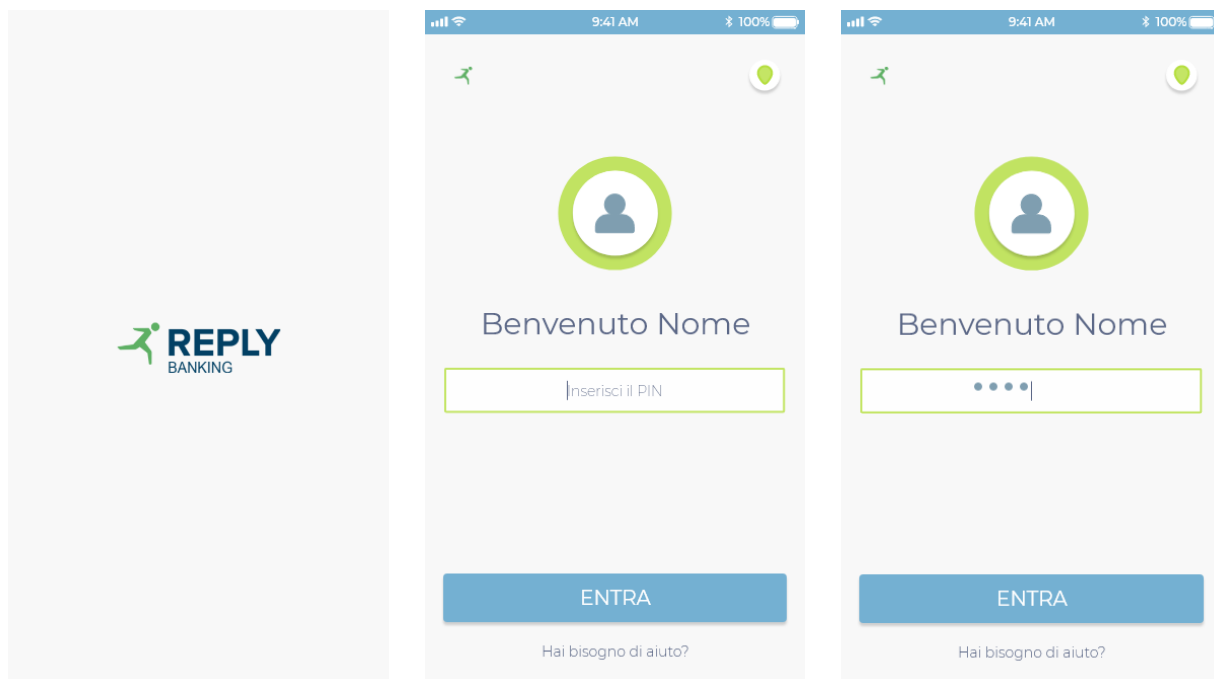 REPLY
BANKING
9:41 AM
100%
Benvenuto Nome
Inserisci il PIN
ENTRA
Hai bisogno di aiuto?
9:41 AM
100%
Benvenuto Nome
ENTRA
Hai bisogno di aiuto?